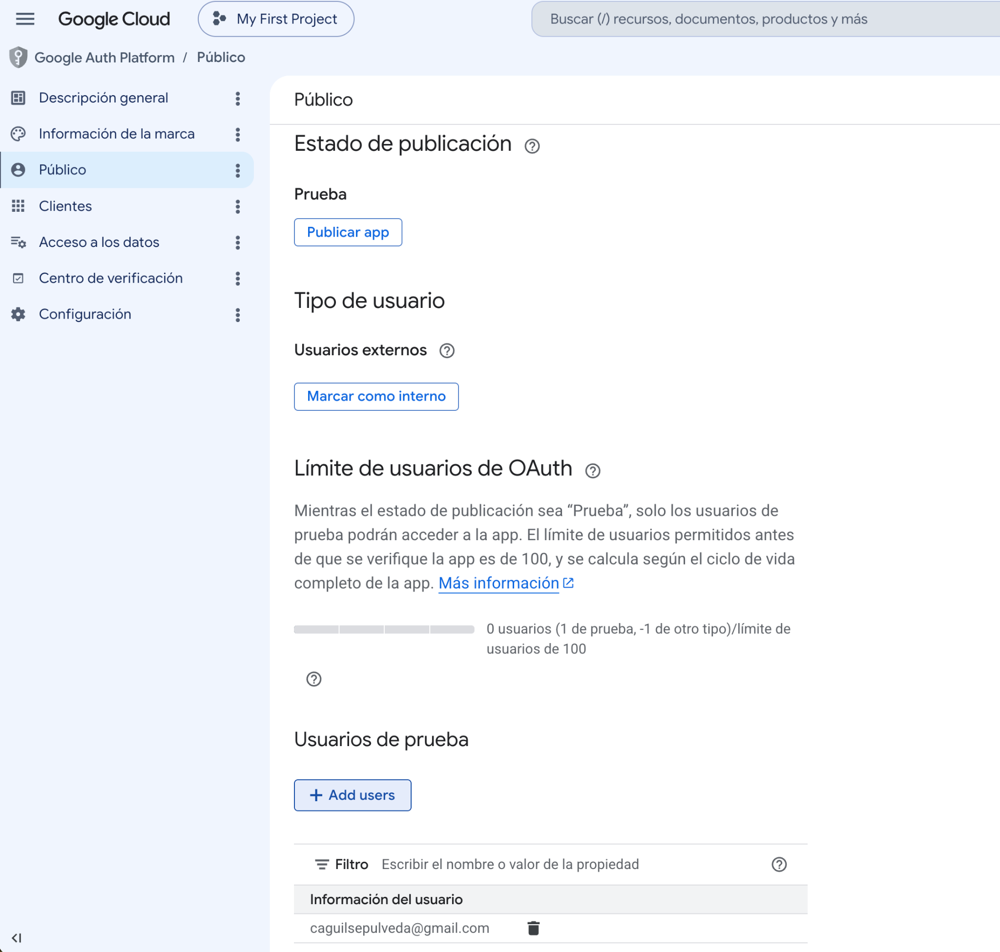 Google Cloud
My First Project
Buscar (/) recursos, documentos, productos y más
Google Auth Platform / Público
Descripción general
Información de la marca
Público
Clientes
Acceso a los datos
Centro de verificación
Configuración
Público
Estado de publicación
Prueba
Publicar app
Tipo de usuario
Usuarios externos
Marcar como interno
Límite de usuarios de OAuth
Mientras el estado de publicación sea “Prueba”, solo los usuarios de
prueba podrán acceder a la app. El límite de usuarios permitidos antes
de que se verifique la app es de 100, y se calcula según el ciclo de vida
completo de la app. Más información
0 usuarios (1 de prueba, -1 de otro tipo)/límite de
usuarios de 100
Usuarios de prueba
+ Add users
Filtro Escribir el nombre o valor de la propiedad
Información del usuario
caguilsepulveda@gmail.com